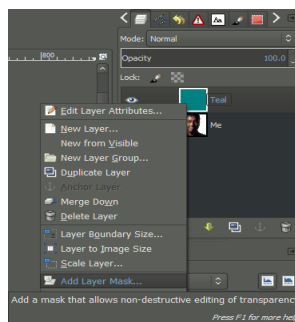 Mode: Normal
800
Opacity 100.0
Lock:
Teal
Me
Edit Layer Attributes...
New Layer...
New from Visible
New Layer Group...
Duplicate Layer
Anchor Layer
Merge Down
Delete Layer
Layer Boundary Size...
Layer to Image Size
Scale Layer...
Add Layer Mask...
Add a mask that allows non-destructive editing of transparenc
Press F1 for more hel